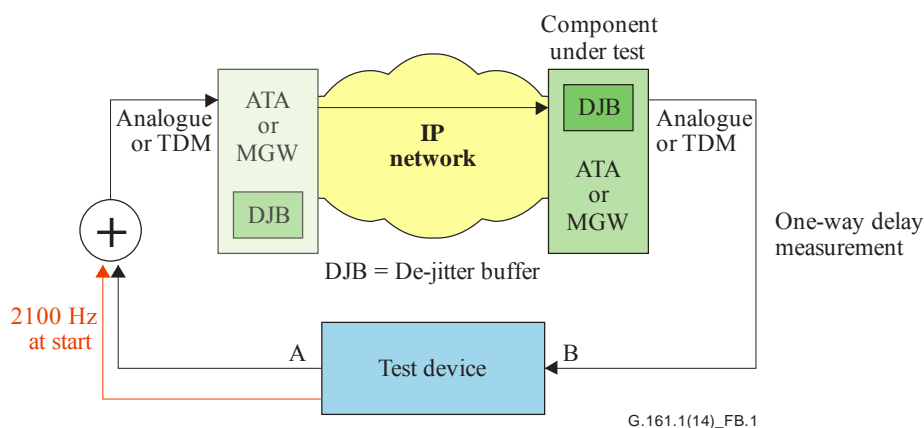 Component
under test
ATA
or
MGW
DJB
Analogue
or TDM
IP
network
DJB
ATA
or
MGW
Analogue
or TDM
One-way delay
measurement
+
DJB = De-jitter buffer
2100 Hz
at start
A
Test device
B
G.161.1(14)_FB.1